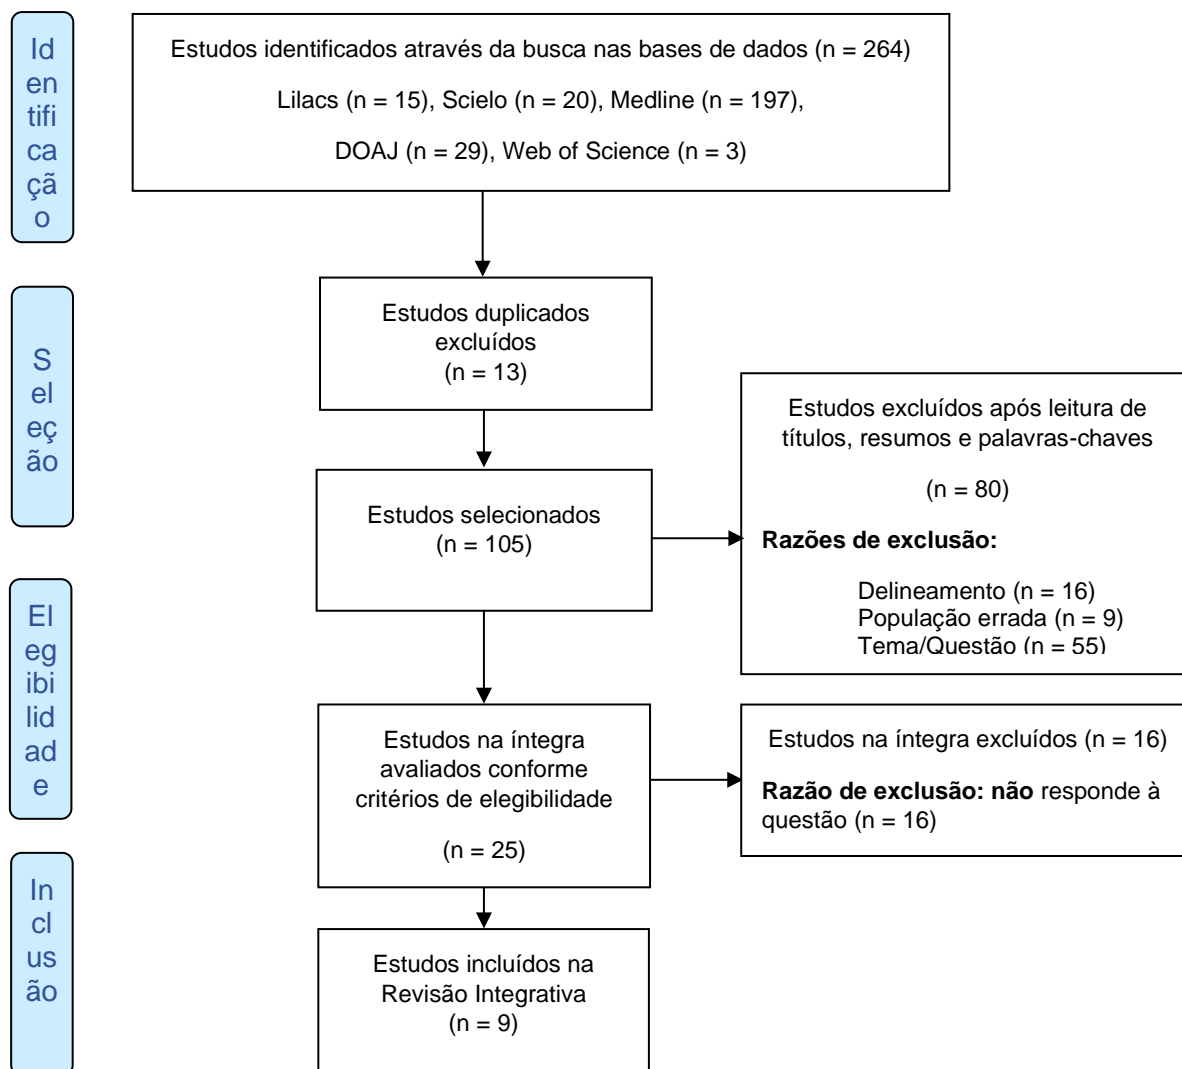 Id
en
tifi
ca
çã
o
Estudos identificados através da busca nas bases de dados (n = 264)
Lilacs (n = 15), Scielo (n = 20), Medline (n = 197),
DOAJ (n = 29), Web of Science (n = 3)
S
el
eç
ão
Estudos duplicados
excluídos
(n = 13)
Estudos selecionados
(n = 105)
Estudos excluídos após leitura de
títulos, resumos e palavras-chaves
(n = 80)
Razões de exclusão:
Delineamento (n = 16)
População errada (n = 9)
Tema/Questão (n = 55)
El
eg
ibi
lid
ad
e
Estudos na íntegra
avaliados conforme
critérios de elegibilidade
(n = 25)
Estudos na íntegra excluídos (n = 16)
Razão de exclusão: não responde à
questão (n = 16)
In
cl
us
ão
Estudos incluídos na
Revisão Integrativa
(n = 9)